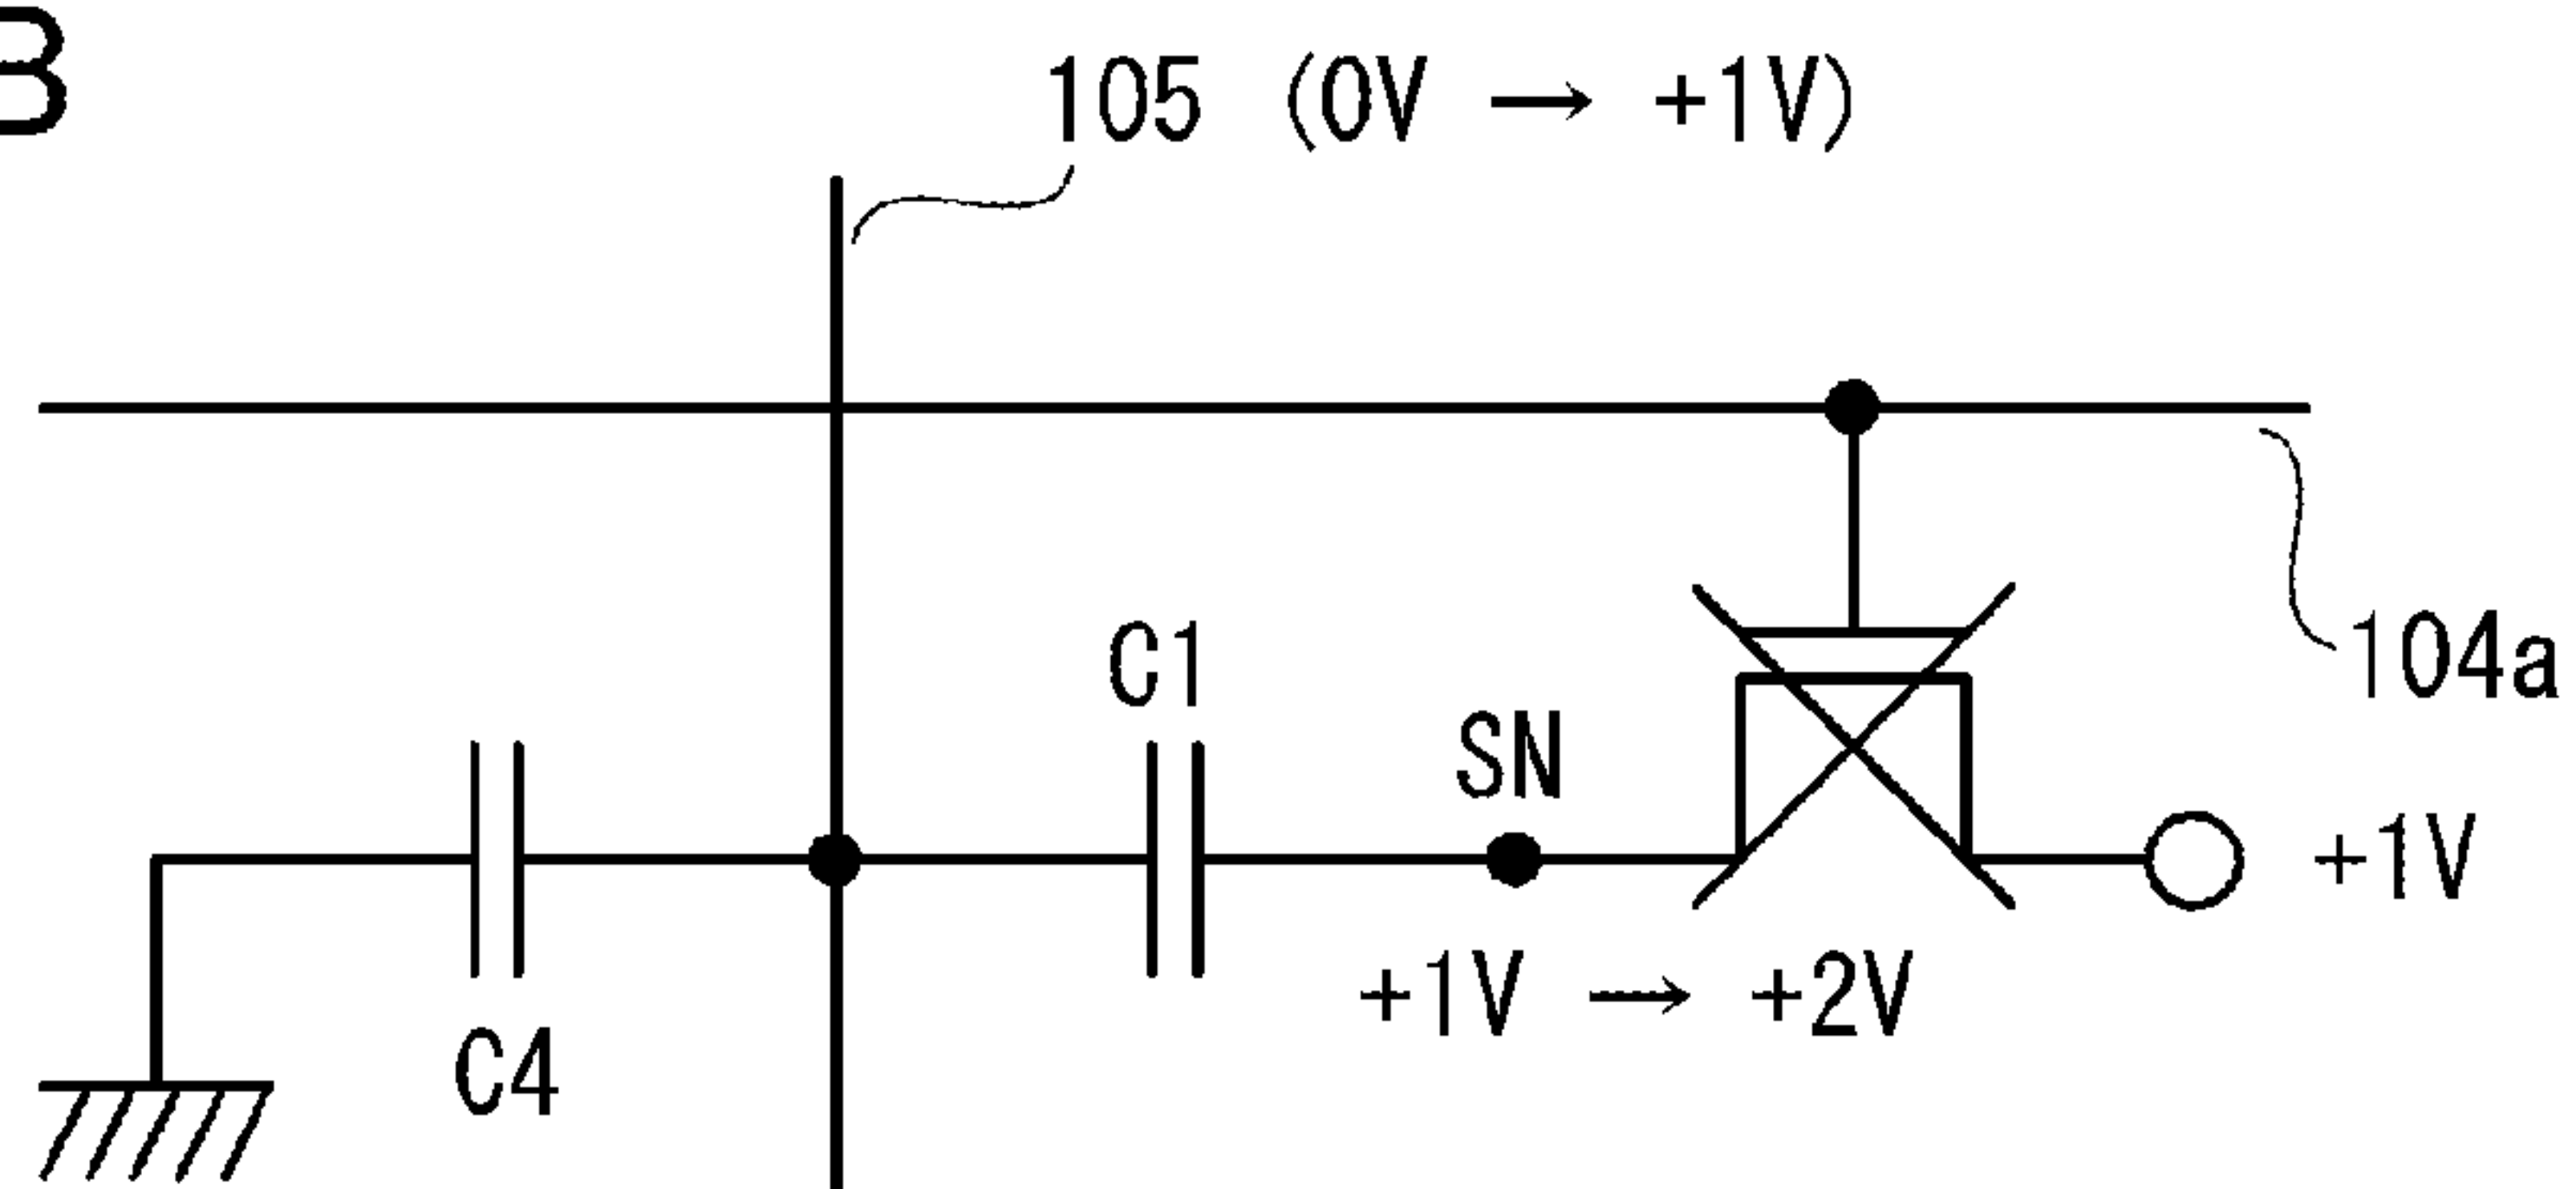 B
105 (0V → +1V)
104a
C1
SN
+1V
+1V → +2V
C4